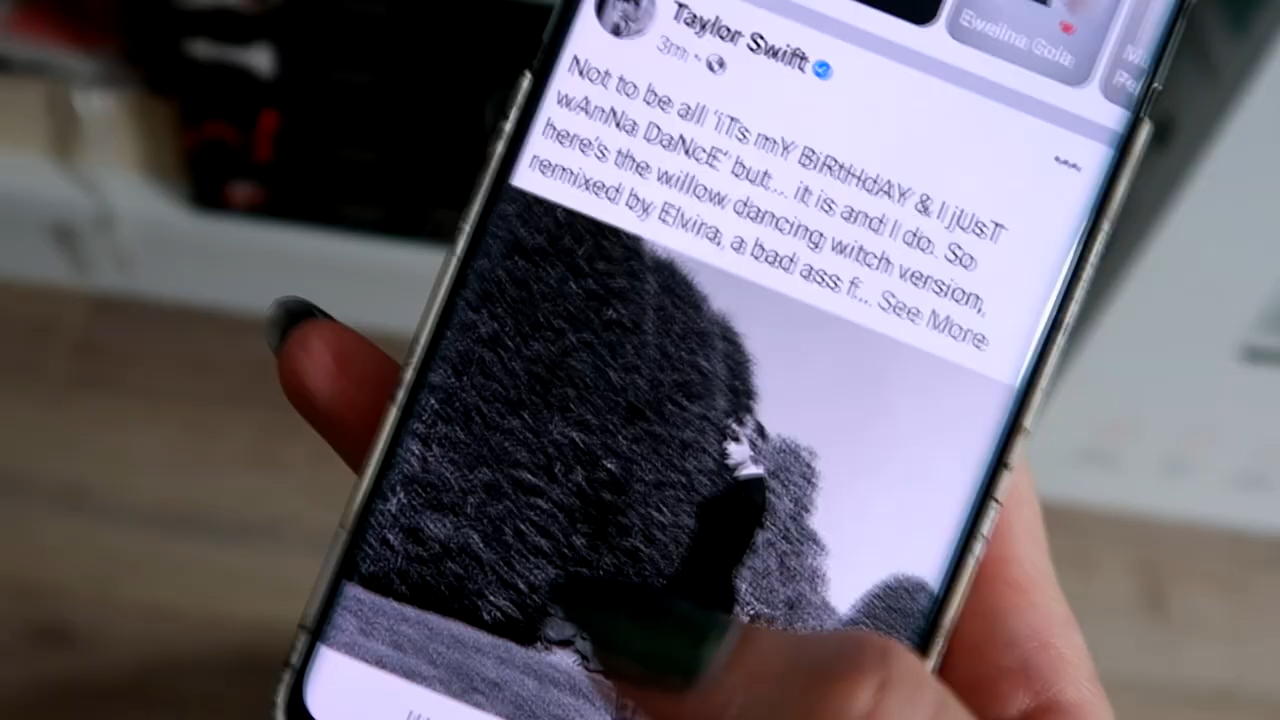 Ewelina Gola
Taylor Swift
3m
Not to be all 'iTs mY BiRtHdAY & I jUsT
wAnNa DaNcE' but... it is and I do. So
here's the willow dancing witch version,
remixed by Elvira, a bad ass f... See More